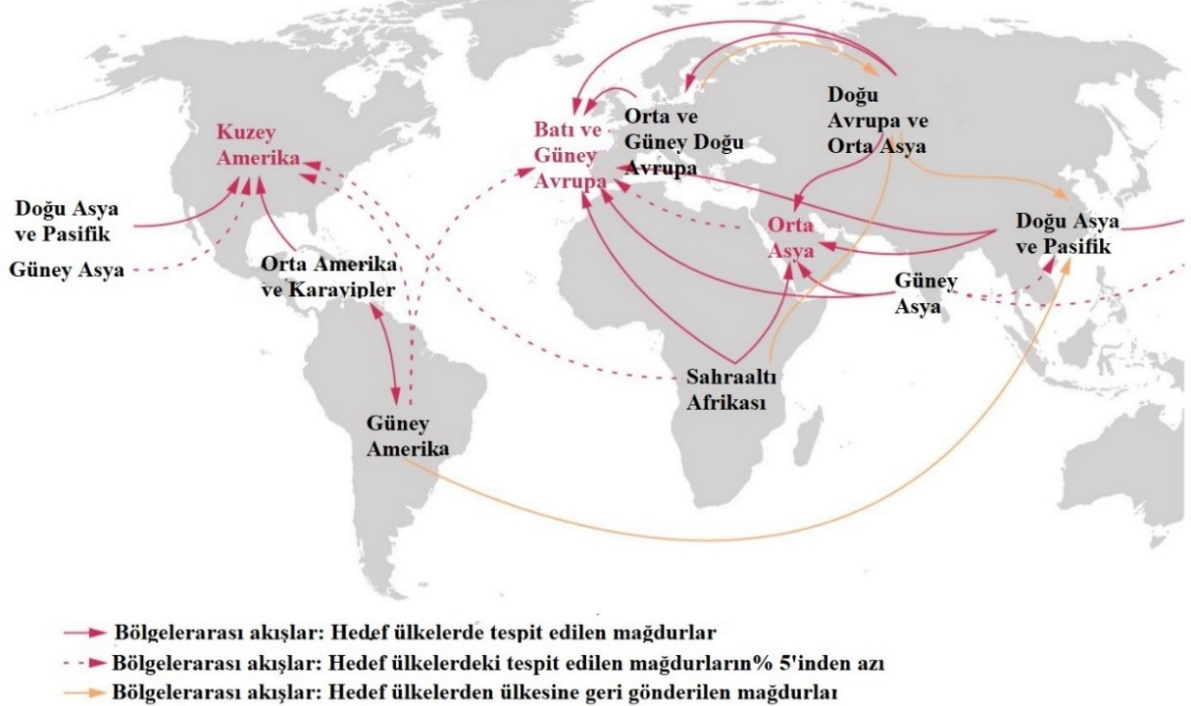 Kuzey
Amerika
Doğu Asya
ve Pasifik
Güney Asya
Orta Amerika
ve Karayipler
Güney
Amerika
Batı ve
Güney
Avrupa
Orta ve
Güney Doğu
Avrupa
Doğu
Avrupa ve
Orta Asya
Orta
Asya
Doğu Asya
ve Pasifik
Güney
Asya
Sahraaltı
Afrikası
Bölgelerarası akışlar: Hedef ülkelerde tespit edilen mağdurlar
Bölgelerarası akışlar: Hedef ülkelerdeki tespit edilen mağdurların% 5'inden azı
Bölgelerarası akışlar: Hedef ülkelerden ülkesine geri gönderilen mağdurlar